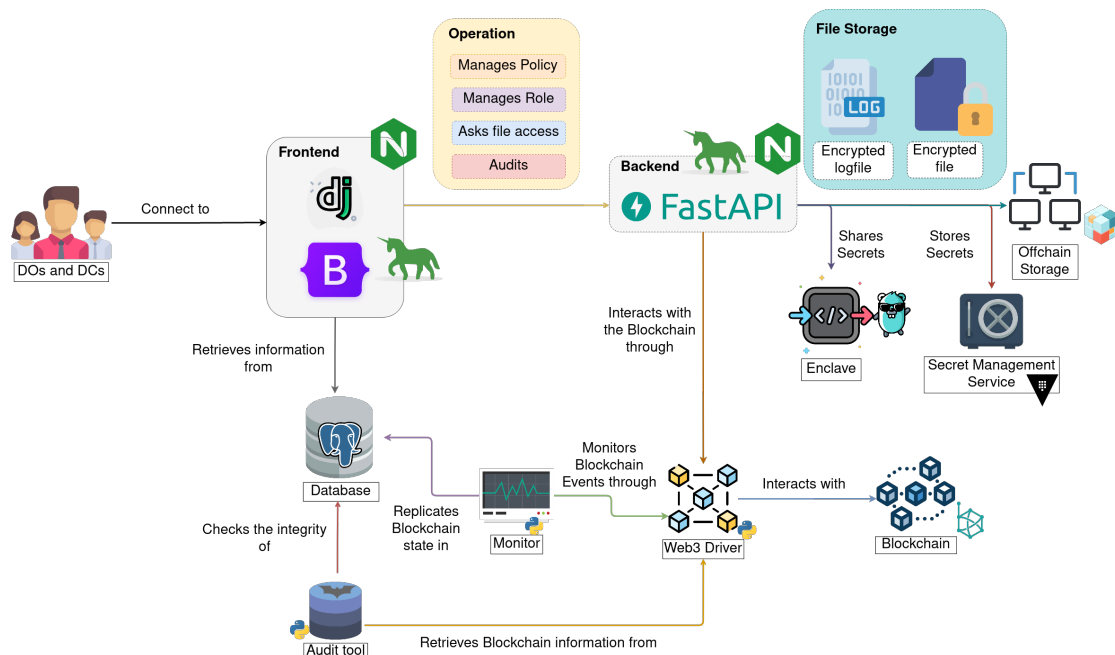 Operation
Manages Policy
Manages Role
Asks file access
Audits
File Storage
10101
01010
10
LOG
Encrypted
logfile
Encrypted
file
Frontend
N
dj
B
Backend
N
FastAPI
Connect to
DOs and DCs
Shares
Secrets
Stores
Secrets
Offchain
Storage
</>
Enclave
Secret Management
Service
Interacts with
the Blockchain
through
Retrieves information
from
Database
Replicates
Blockchain
state in
Monitor
Monitors
Blockchain
Events through
Web3 Driver
Interacts with
Blockchain
Checks the integrity
of
Audit tool
Retrieves Blockchain information from